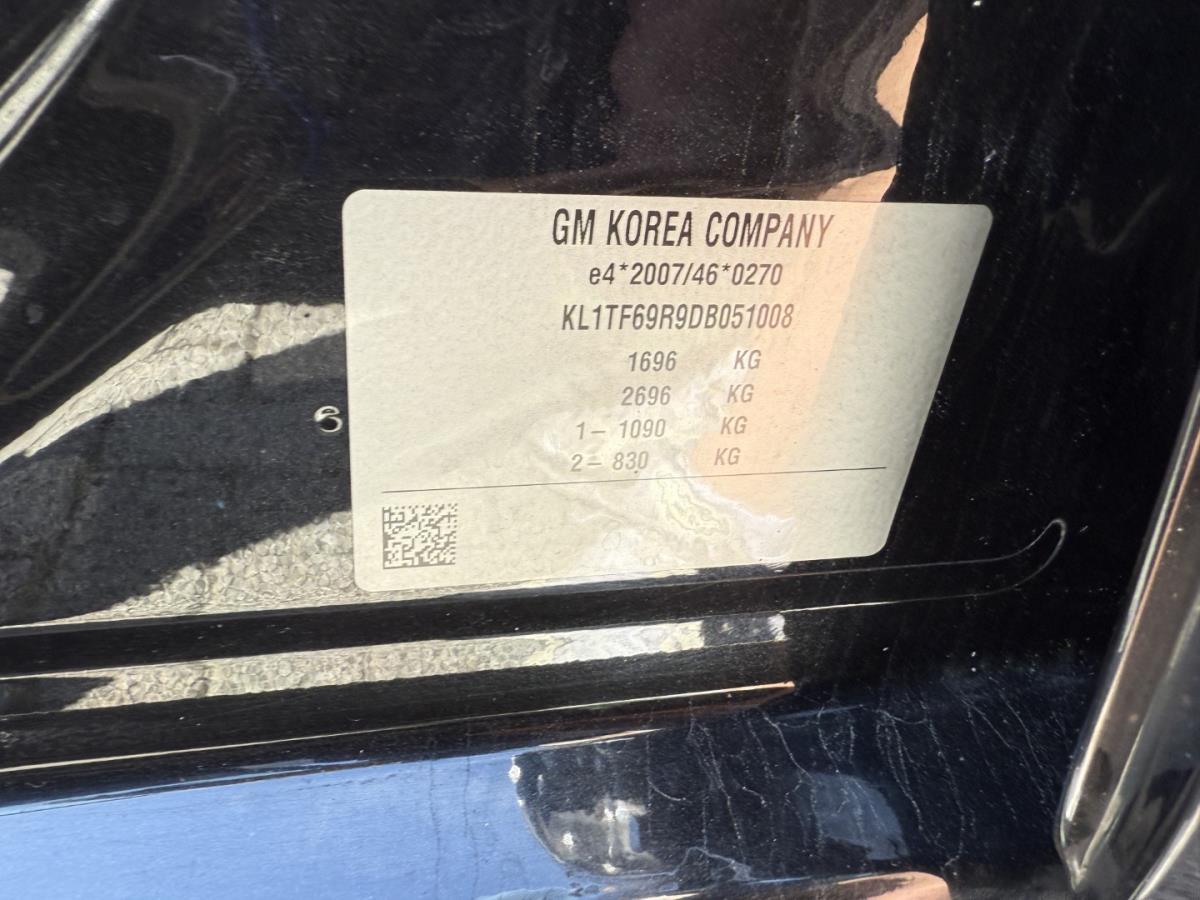 GM KOREA COMPANY
e4*2007/46*0270
KL1TF69R9DB051008
1696 KG
2696 KG
1– 1090 KG
2– 830 KG